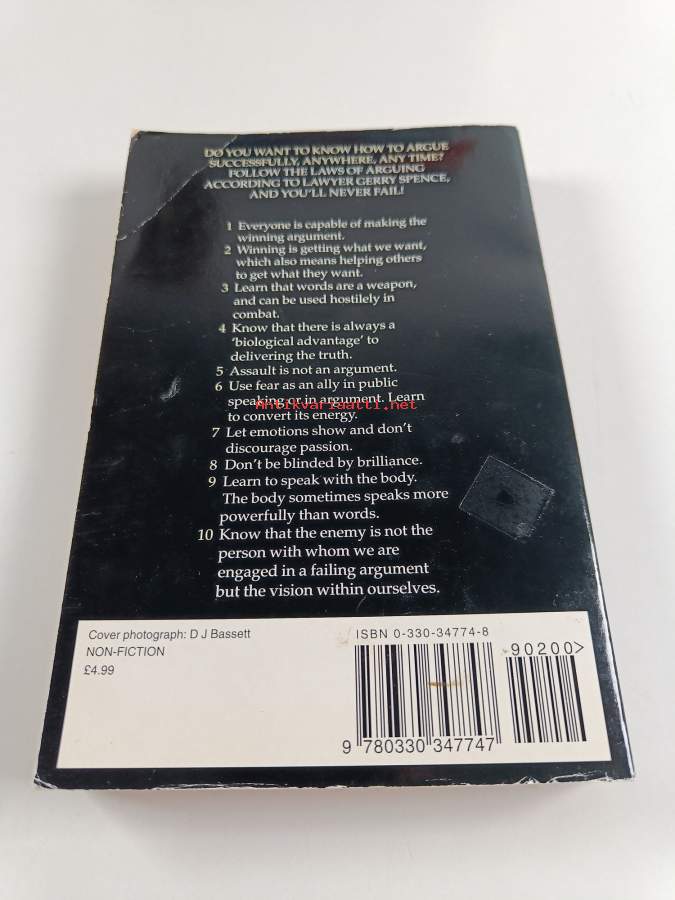 DO YOU WANT TO KNOW HOW TO ARGUE
SUCCESSFULLY, ANYWHERE, ANY TIME?
FOLLOW THE LAWS OF ARGUING
ACCORDING TO LAWYER GERRY SPENCE,
AND YOU'LL NEVER FAIL!
1 Everyone is capable of making the
winning argument.
2 Winning is getting what we want,
which also means helping others
to get what they want.
3 Learn that words are a weapon,
and can be used hostilely in
combat.
4 Know that there is always a
'biological advantage' to
delivering the truth.
5 Assault is not an argument.
6 Use fear as an ally in public
speaking or in argument. Learn
Antikvariaatti.net
to convert its energy.
7 Let emotions show and don't
discourage passion.
8 Don't be blinded by brilliance.
9 Learn to speak with the body.
The body sometimes speaks more
powerfully than words.
10 Know that the enemy is not the
person with whom we are
engaged in a failing argument
but the vision within ourselves.
Cover photograph: D J Bassett
NON-FICTION
£4.99
ISBN 0-330-34774-8
90200>
9 780330 347747